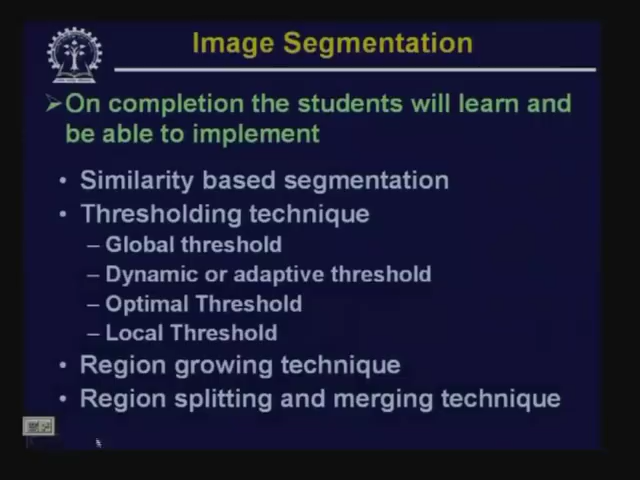 Image Segmentation
➢On completion the students will learn and
be able to implement
• Similarity based segmentation
• Thresholding technique
– Global threshold
– Dynamic or adaptive threshold
– Optimal Threshold
– Local Threshold
• Region growing technique
• Region splitting and merging technique